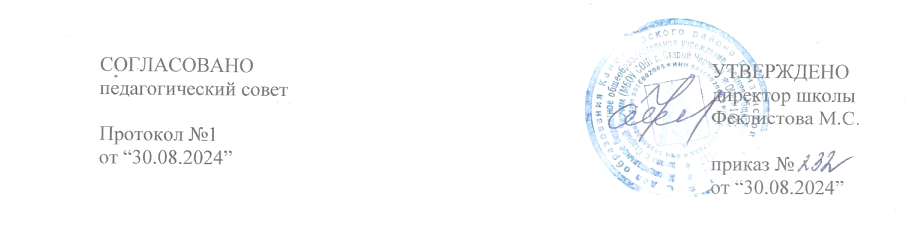 СОГЛАСОВАНО
педагогический совет
Протокол №1
от “30.08.2024”
УТВЕРЖДЕНО
директор школы
Феклистова М.С.
приказ № 232
от “30.08.2024”